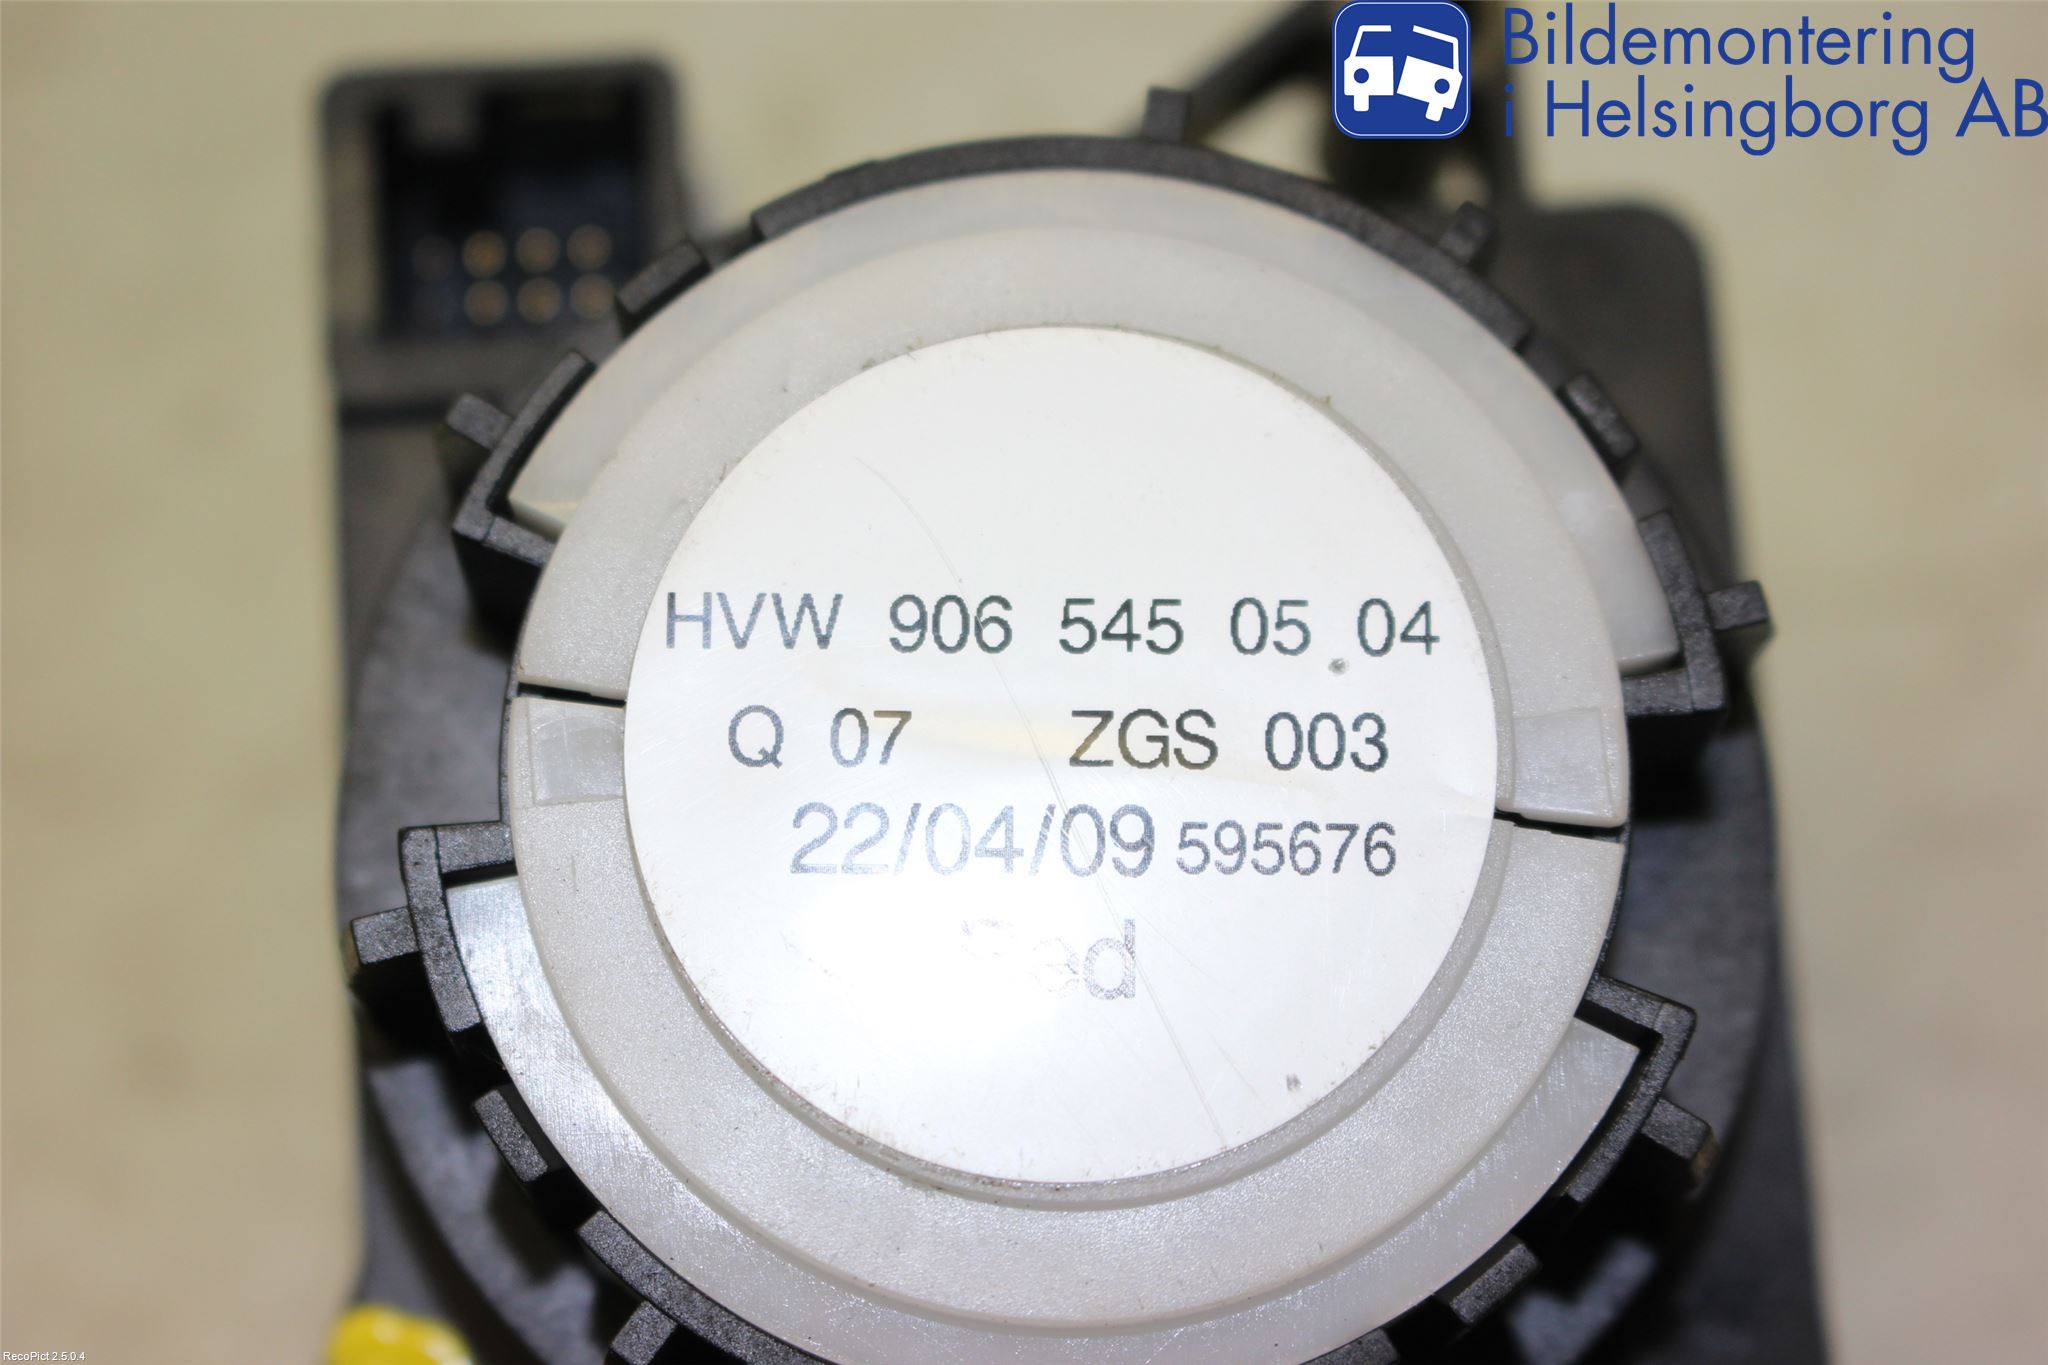 Bildemontering
i Helsingborg AB
HVW 906 545 05 04
Q 07 ZGS 003
22/04/09 595676
RecoPict 2.5.0.4